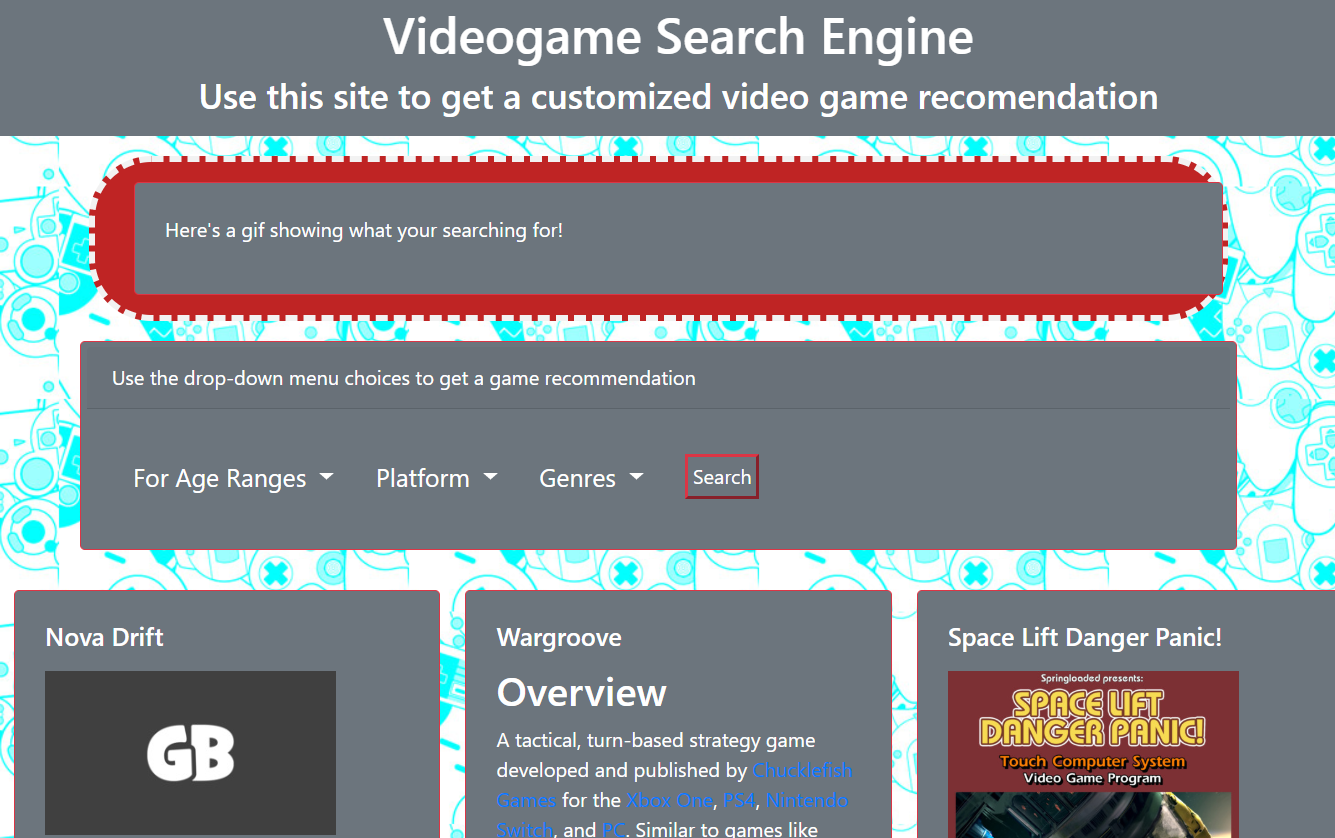 Videogame Search Engine
Use this site to get a customized video game recomendation
Here's a gif showing what your searching for!
Use the drop-down menu choices to get a game recommendation
For Age Ranges Platform Genres Search
Nova Drift
GB
Wargroove
Overview
A tactical, turn-based strategy game
developed and published by Chucklefish
Games for the Xbox One, PS4, Nintendo
Switch, and PC. Similar to games like
Space Lift Danger Panic!
Springloaded presents:
SPACE LIFT
DANGER PANIC!
Touch Computer System
Video Game Program